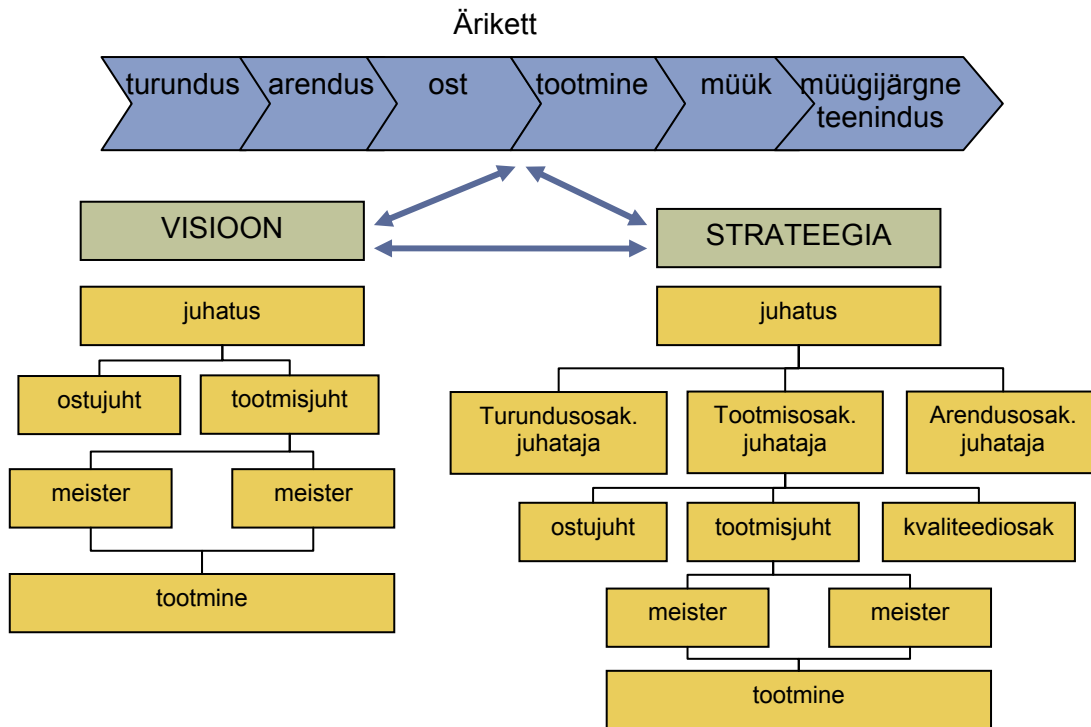 Ärikett
turundus
arendus
ost
tootmine
müük
müügijärgne
teenindus
VISIOON
STRATEEGIA
juhatus
ostujuht
tootmisjuht
meister
meister
tootmine
juhatus
Turundusosak.
juhataja
Tootmisosak.
juhataja
Arendusosak.
juhataja
ostujuht
tootmisjuht
kvaliteediosak
meister
meister
tootmine